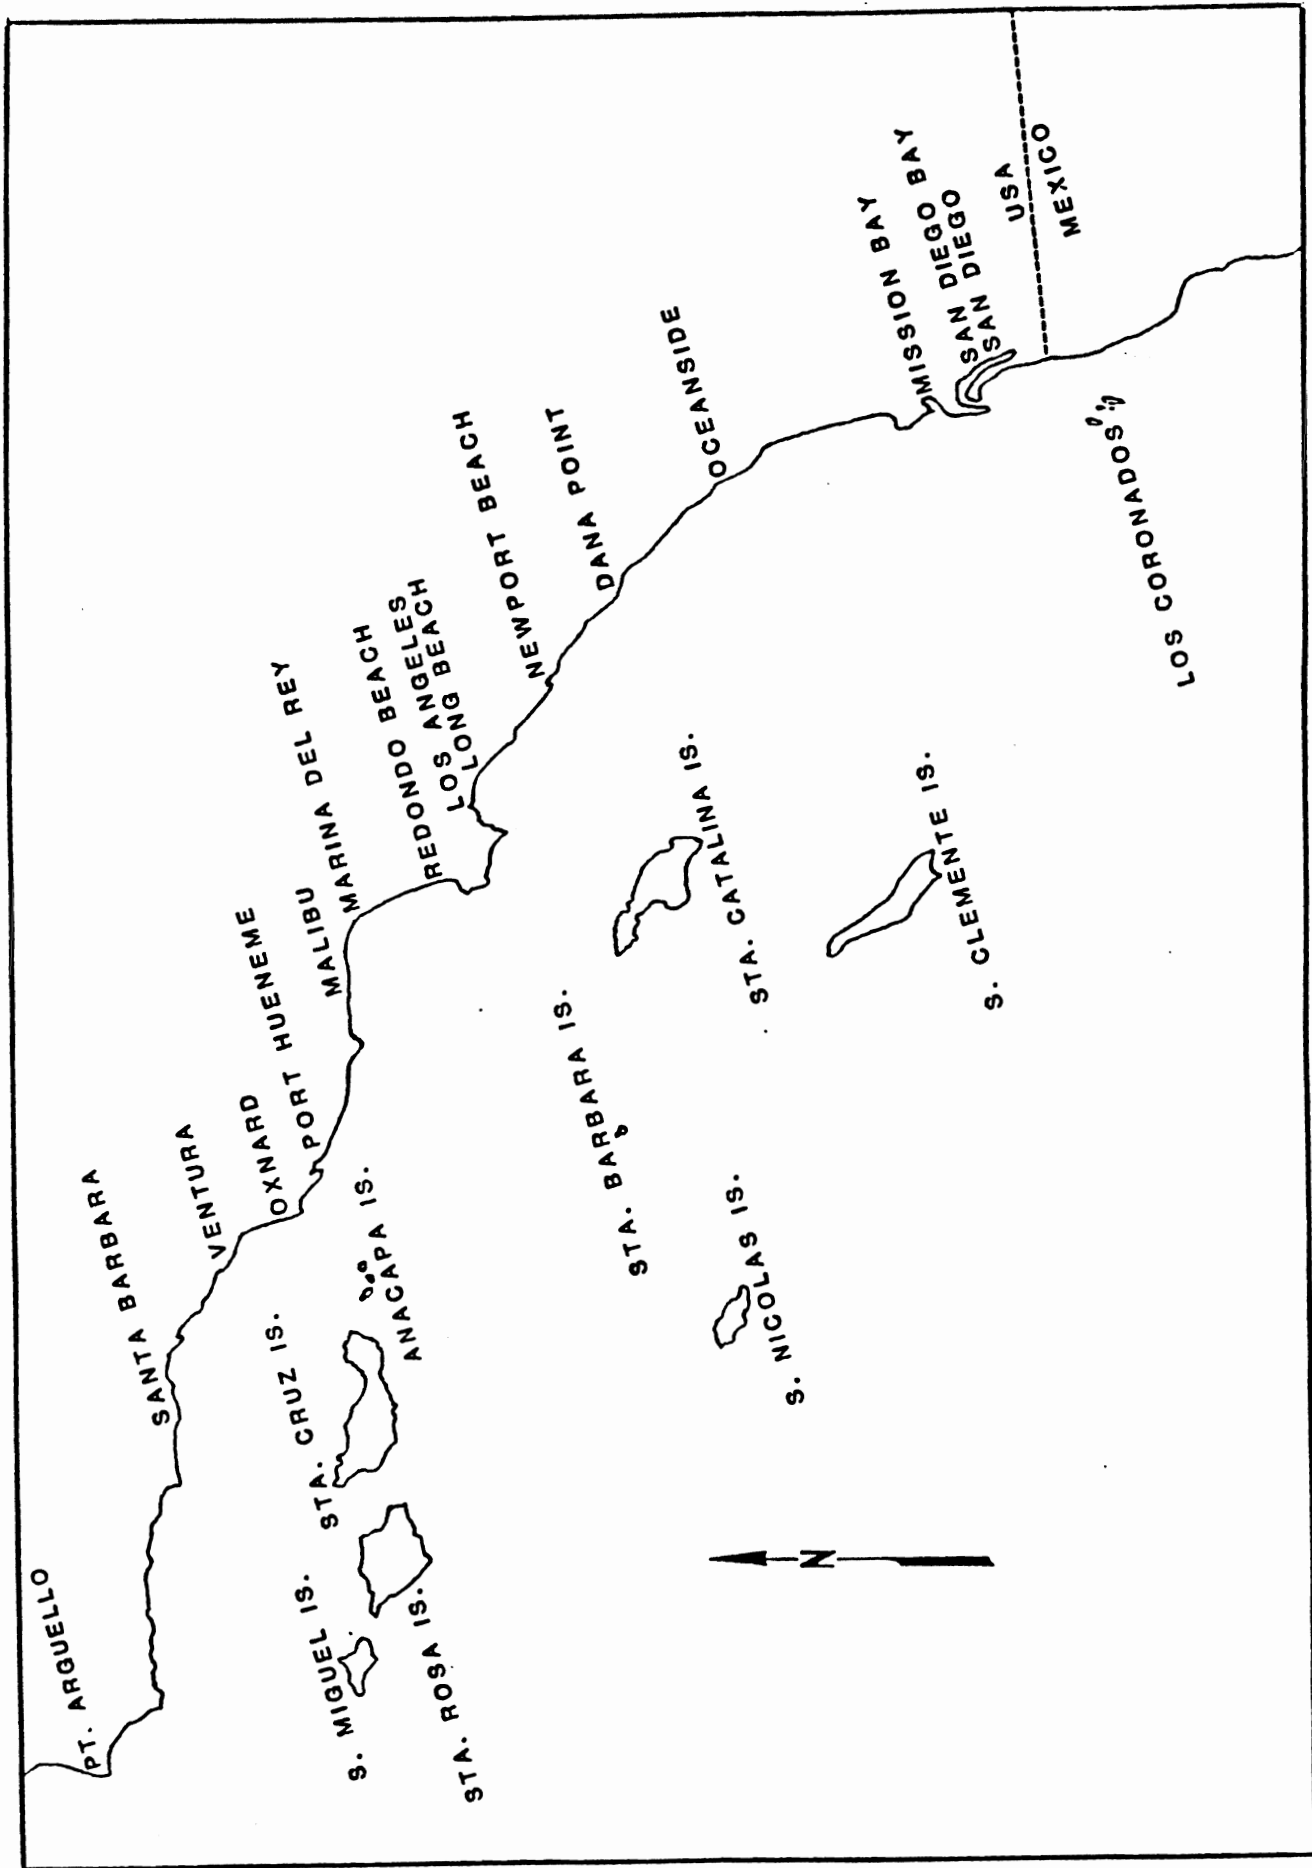 PT. ARGUELLO
SANTA BARBARA
VENTURA
OXNARD
PORT HUENEME
MALIBU
MARINA DEL REY
REDONDO BEACH
LOS ANGELES
LONG BEACH
NEWPORT BEACH
DANA POINT
OCEANSIDE
MISSION BAY
SAN DIEGO BAY
SAN DIEGO
USA
MEXICO
S. MIGUEL IS.
STA. ROSA IS.
STA. CRUZ IS.
ANACAPA IS.
STA. BARBARA IS.
S. NICOLAS IS.
STA. CATALINA IS.
S. CLEMENTE IS.
LOS CORONADOS
N